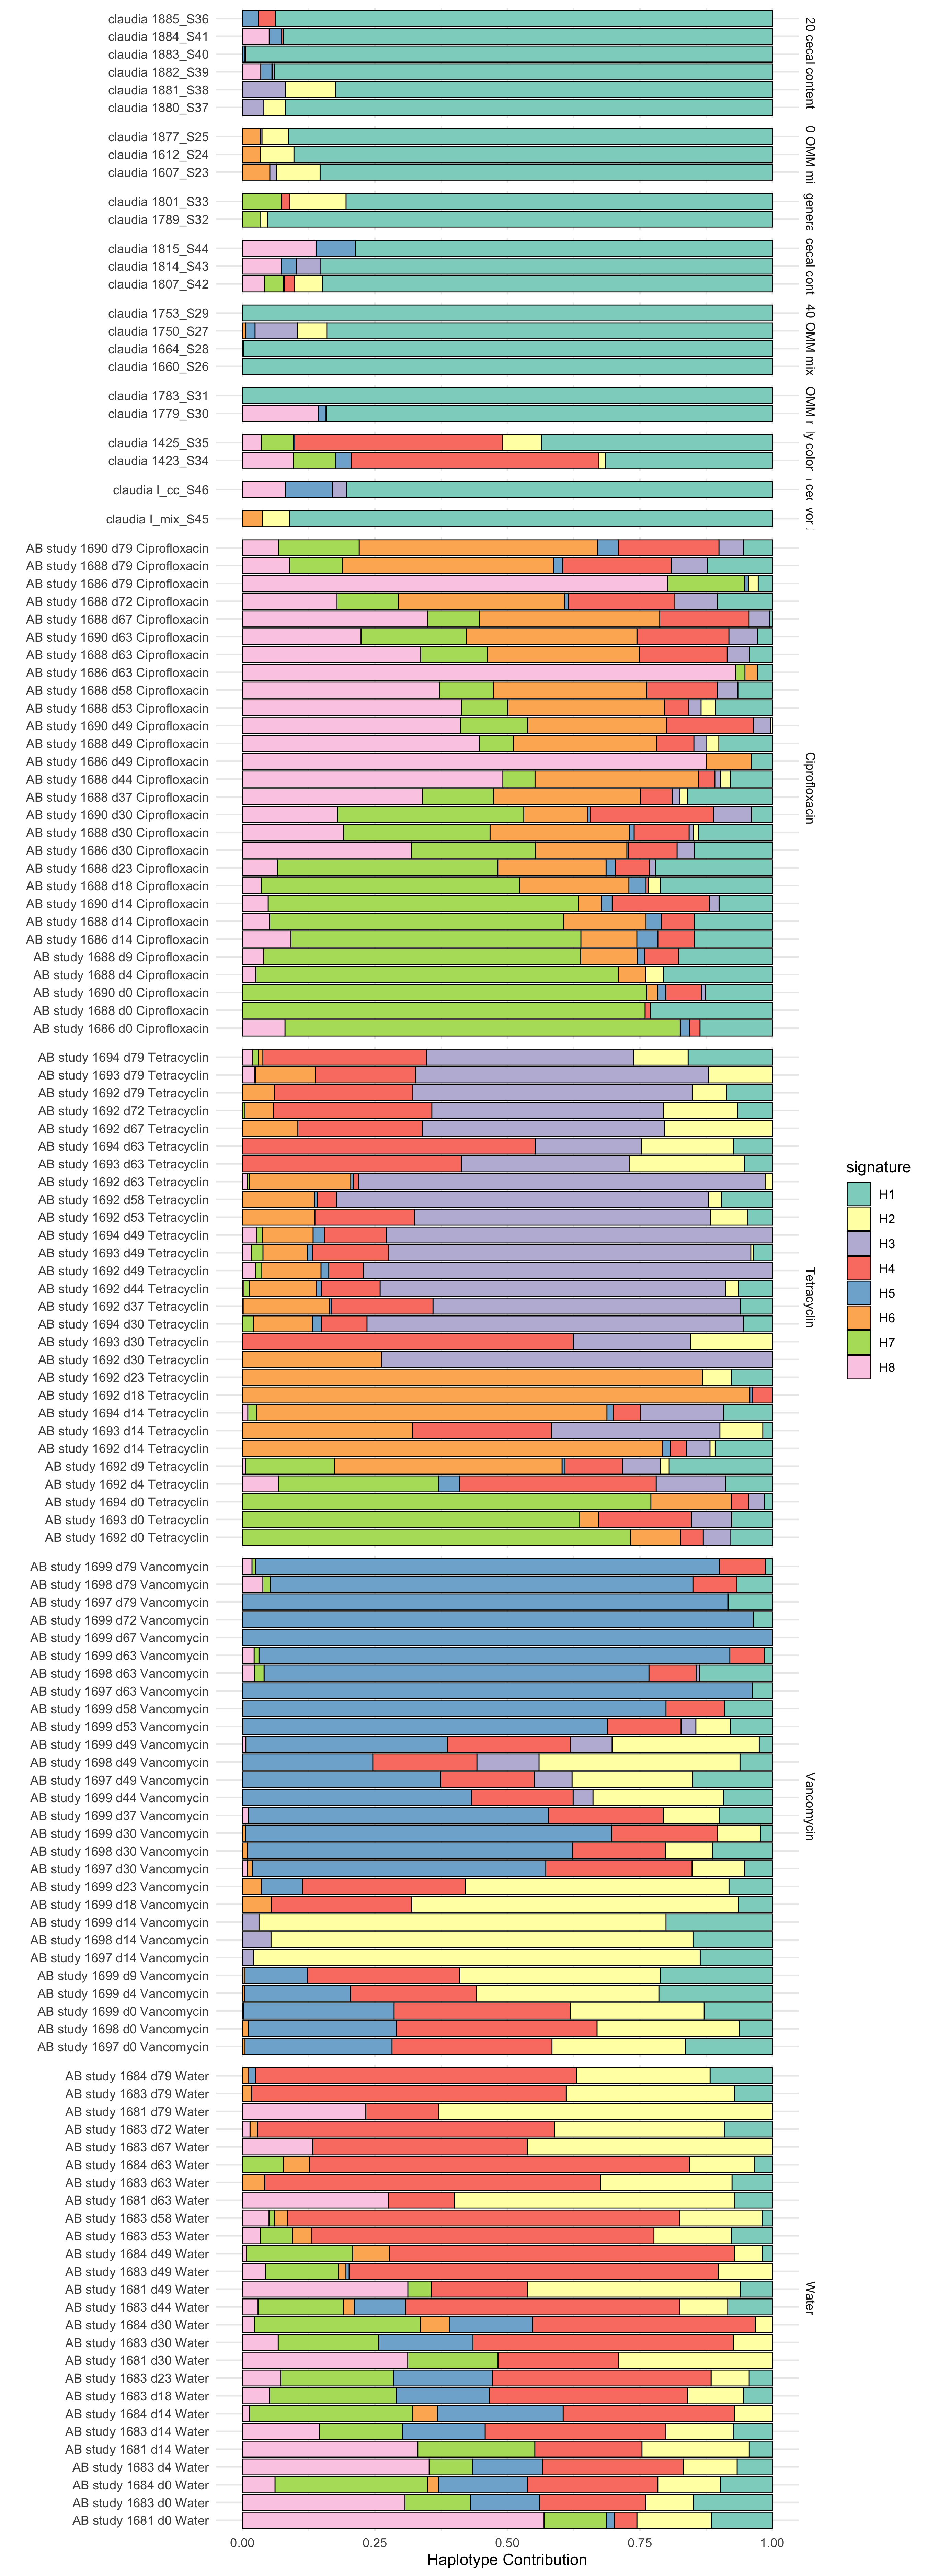 claudia 1885_S36
claudia 1884_S41
claudia 1883_S40
claudia 1882_S39
claudia 1881_S38
claudia 1880_S37
20 cecal content
claudia 1877_S25
claudia 1612_S24
claudia 1607_S23
0 OMM mi
claudia 1801_S33
claudia 1789_S32
genera
claudia 1815_S44
claudia 1814_S43
claudia 1807_S42
cecal cont
claudia 1753_S29
claudia 1750_S27
claudia 1664_S28
claudia 1660_S26
40 OMM mix
claudia 1783_S31
claudia 1779_S30
OMM r
claudia 1425_S35
claudia 1423_S34
ly color
claudia I_cc_S46
claudia I_mix_S45
AB study 1690 d79 Ciprofloxacin
AB study 1688 d79 Ciprofloxacin
AB study 1686 d79 Ciprofloxacin
AB study 1688 d72 Ciprofloxacin
AB study 1688 d67 Ciprofloxacin
AB study 1690 d63 Ciprofloxacin
AB study 1688 d63 Ciprofloxacin
AB study 1686 d63 Ciprofloxacin
AB study 1688 d58 Ciprofloxacin
AB study 1688 d53 Ciprofloxacin
AB study 1690 d49 Ciprofloxacin
AB study 1688 d49 Ciprofloxacin
AB study 1686 d49 Ciprofloxacin
AB study 1688 d44 Ciprofloxacin
AB study 1688 d37 Ciprofloxacin
AB study 1690 d30 Ciprofloxacin
AB study 1688 d30 Ciprofloxacin
AB study 1686 d30 Ciprofloxacin
AB study 1688 d23 Ciprofloxacin
AB study 1688 d18 Ciprofloxacin
AB study 1690 d14 Ciprofloxacin
AB study 1688 d14 Ciprofloxacin
AB study 1686 d14 Ciprofloxacin
AB study 1688 d9 Ciprofloxacin
AB study 1688 d4 Ciprofloxacin
AB study 1690 d0 Ciprofloxacin
AB study 1688 d0 Ciprofloxacin
AB study 1686 d0 Ciprofloxacin
Ciprofloxacin
AB study 1694 d79 Tetracyclin
AB study 1693 d79 Tetracyclin
AB study 1692 d79 Tetracyclin
AB study 1692 d72 Tetracyclin
AB study 1692 d67 Tetracyclin
AB study 1694 d63 Tetracyclin
AB study 1693 d63 Tetracyclin
AB study 1692 d63 Tetracyclin
AB study 1692 d58 Tetracyclin
AB study 1692 d53 Tetracyclin
AB study 1694 d49 Tetracyclin
AB study 1693 d49 Tetracyclin
AB study 1692 d49 Tetracyclin
AB study 1692 d44 Tetracyclin
AB study 1692 d37 Tetracyclin
AB study 1694 d30 Tetracyclin
AB study 1693 d30 Tetracyclin
AB study 1692 d30 Tetracyclin
AB study 1692 d23 Tetracyclin
AB study 1692 d18 Tetracyclin
AB study 1694 d14 Tetracyclin
AB study 1693 d14 Tetracyclin
AB study 1692 d14 Tetracyclin
AB study 1692 d9 Tetracyclin
AB study 1692 d4 Tetracyclin
AB study 1694 d0 Tetracyclin
AB study 1693 d0 Tetracyclin
AB study 1692 d0 Tetracyclin
Tetracyclin
AB study 1699 d79 Vancomycin
AB study 1698 d79 Vancomycin
AB study 1697 d79 Vancomycin
AB study 1699 d72 Vancomycin
AB study 1699 d67 Vancomycin
AB study 1699 d63 Vancomycin
AB study 1698 d63 Vancomycin
AB study 1697 d63 Vancomycin
AB study 1699 d58 Vancomycin
AB study 1699 d53 Vancomycin
AB study 1699 d49 Vancomycin
AB study 1698 d49 Vancomycin
AB study 1697 d49 Vancomycin
AB study 1699 d44 Vancomycin
AB study 1699 d37 Vancomycin
AB study 1699 d30 Vancomycin
AB study 1698 d30 Vancomycin
AB study 1697 d30 Vancomycin
AB study 1699 d23 Vancomycin
AB study 1699 d18 Vancomycin
AB study 1699 d14 Vancomycin
AB study 1698 d14 Vancomycin
AB study 1697 d14 Vancomycin
AB study 1699 d9 Vancomycin
AB study 1699 d4 Vancomycin
AB study 1699 d0 Vancomycin
AB study 1698 d0 Vancomycin
AB study 1697 d0 Vancomycin
Vancomycin
AB study 1684 d79 Water
AB study 1683 d79 Water
AB study 1681 d79 Water
AB study 1683 d72 Water
AB study 1683 d67 Water
AB study 1684 d63 Water
AB study 1683 d63 Water
AB study 1681 d63 Water
AB study 1683 d58 Water
AB study 1683 d53 Water
AB study 1684 d49 Water
AB study 1683 d49 Water
AB study 1681 d49 Water
AB study 1683 d44 Water
AB study 1684 d30 Water
AB study 1683 d30 Water
AB study 1681 d30 Water
AB study 1683 d23 Water
AB study 1683 d18 Water
AB study 1684 d14 Water
AB study 1683 d14 Water
AB study 1681 d14 Water
AB study 1683 d4 Water
AB study 1684 d0 Water
AB study 1683 d0 Water
AB study 1681 d0 Water
Water
0.00 0.25 0.50 0.75 1.00
Haplotype Contribution
signature
H1
H2
H3
H4
H5
H6
H7
H8